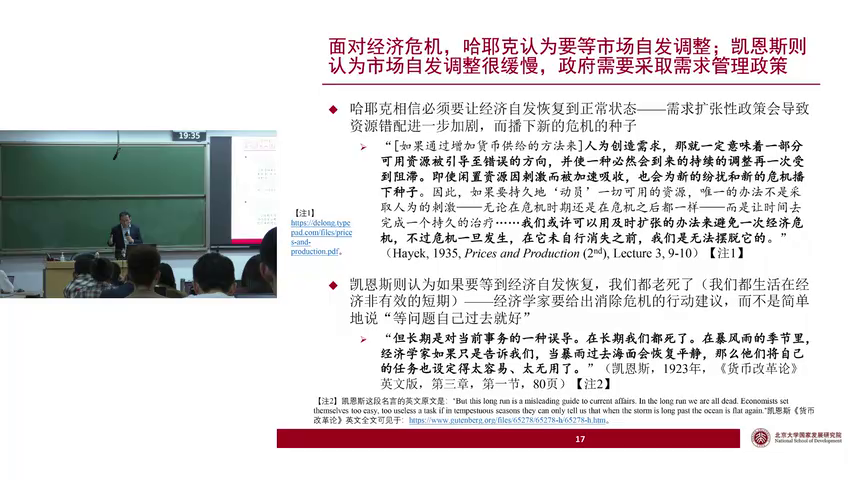 面对经济危机，哈耶克认为要等市场自发调整；凯恩斯则
认为市场自发调整很缓慢，政府需要采取需求管理政策
哈耶克相信必须要让经济自发恢复到正常状态——需求扩张性政策会导致
资源错配进一步加剧，而播下新的危机的种子
“[如果通过增加货币供给的方法来]人为创造需求，那就一定意味着一部分
可用资源被引导至错误的方向，并使一种必然会到来的持续的调整再一次受
到阻滞。即使闲置资源因刺激而被加速吸收，也会为新的纷扰和新的危机播
下种子。因此，如果要持久地‘动员’一切可用的资源，唯一的办法不是采
取人为的刺激——无论在危机时期还是在危机之后都一样——而是让时间去
完成一个持久的治疗……我们或许可以用及时扩张的办法来避免一次经济危
机，不过危机一旦发生，在它未自行消失之前，我们是无法摆脱它的。”
（Hayek, 1935, Prices and Production (2nd), Lecture 3, 9-10）【注1】
19:35
【注1】
https://delong.type
pad.com/files/price
s-and-
production.pdf。
凯恩斯则认为如果要等到经济自发恢复，我们都老死了（我们都生活在经
济非有效的短期）——经济学家要给出消除危机的行动建议，而不是简单
地说“等问题自己过去就好”
“但长期是对当前事务的一种误导。在长期我们都死了。在暴风雨的季节里，
经济学家如果只是告诉我们，当暴雨过去海面会恢复平静，那么他们将自己
的任务也设定得太容易、太无用了。”（凯恩斯，1923年，《货币改革论》
英文版，第三章，第一节，80页）【注2】
【注2】凯恩斯这段名言的英文原文是："But this long run is a misleading guide to current affairs. In the long run we are all dead. Economists set
themselves too easy, too useless a task if in tempestuous seasons they can only tell us that when the storm is long past the ocean is flat again."凯恩斯《货币
改革论》英文全文可见于：https://www.gutenberg.org/files/65278/65278-h/65278-h.htm。
17
北京大学国家发展研究院
National School of Development